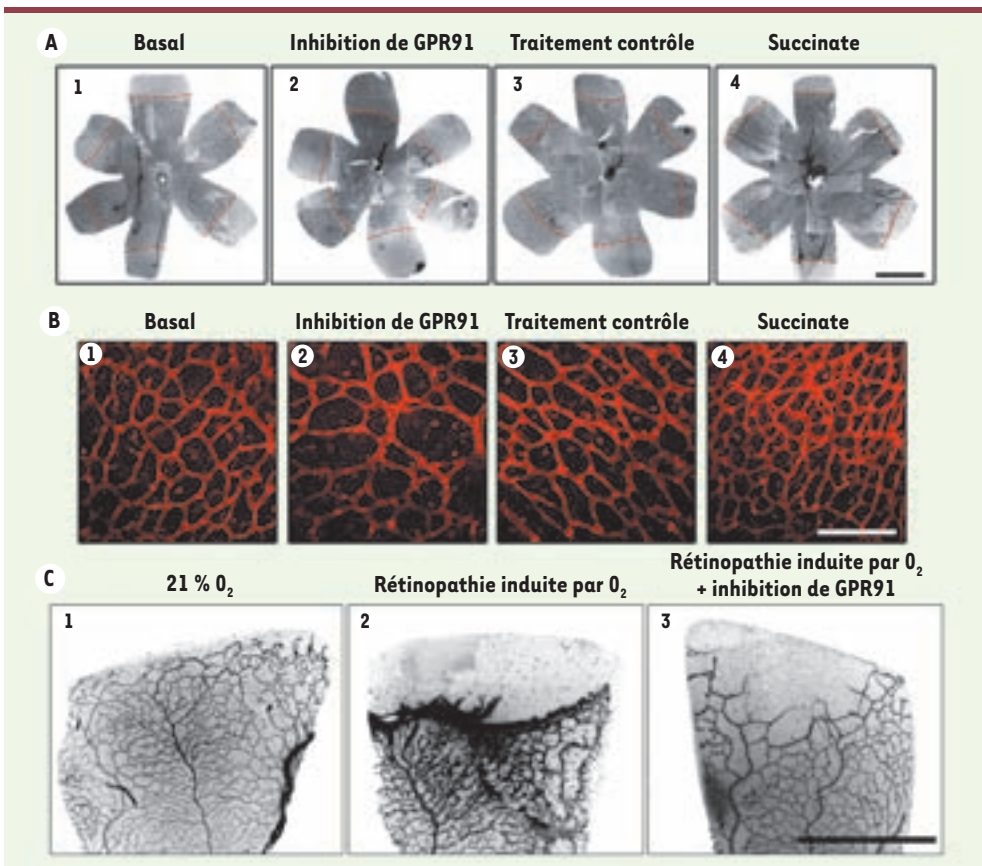 A Basal Inhibition de GPR91 Traitement contrôle Succinate
1 2 3 4
B Basal Inhibition de GPR91 Traitement contrôle Succinate
1 2 3 4
C 21 % O2 Rétinopathie induite par O2 Rétinopathie induite par O2
+ inhibition de GPR91
1 2 3